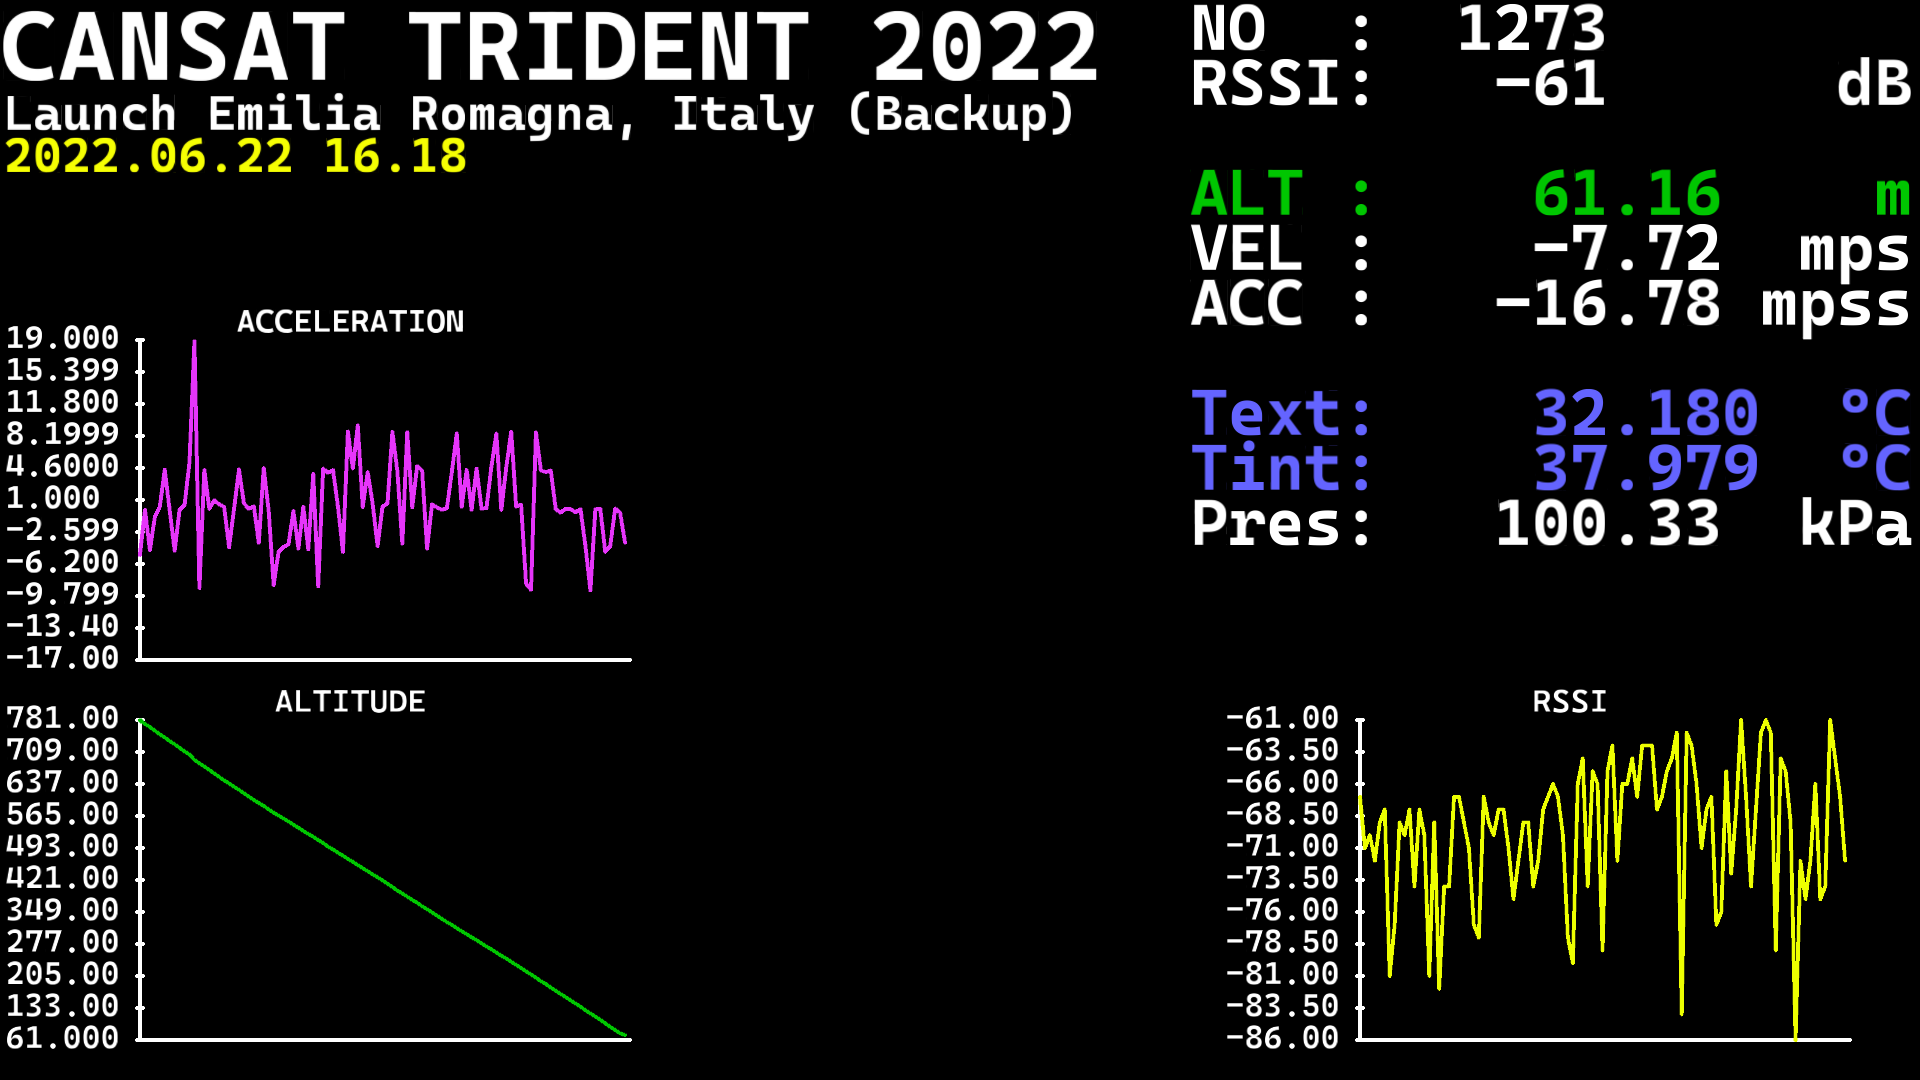 CANSAT TRIDENT 2022
Launch Emilia Romagna, Italy (Backup)
2022.06.22 16.18
NO : 1273
RSSI: −61 dB
ALT : 61.16 m
VEL : −7.72 mps
ACC : −16.78 mpss
Text: 32.180 °C
Tint: 37.979 °C
Pres: 100.33 kPa
ACCELERATION
19.000
15.399
11.800
8.1999
4.6000
1.000
−2.599
−6.200
−9.799
−13.40
−17.00
ALTITUDE
781.00
709.00
637.00
565.00
493.00
421.00
349.00
277.00
205.00
133.00
61.000
RSSI
−61.00
−63.50
−66.00
−68.50
−71.00
−73.50
−76.00
−78.50
−81.00
−83.50
−86.00